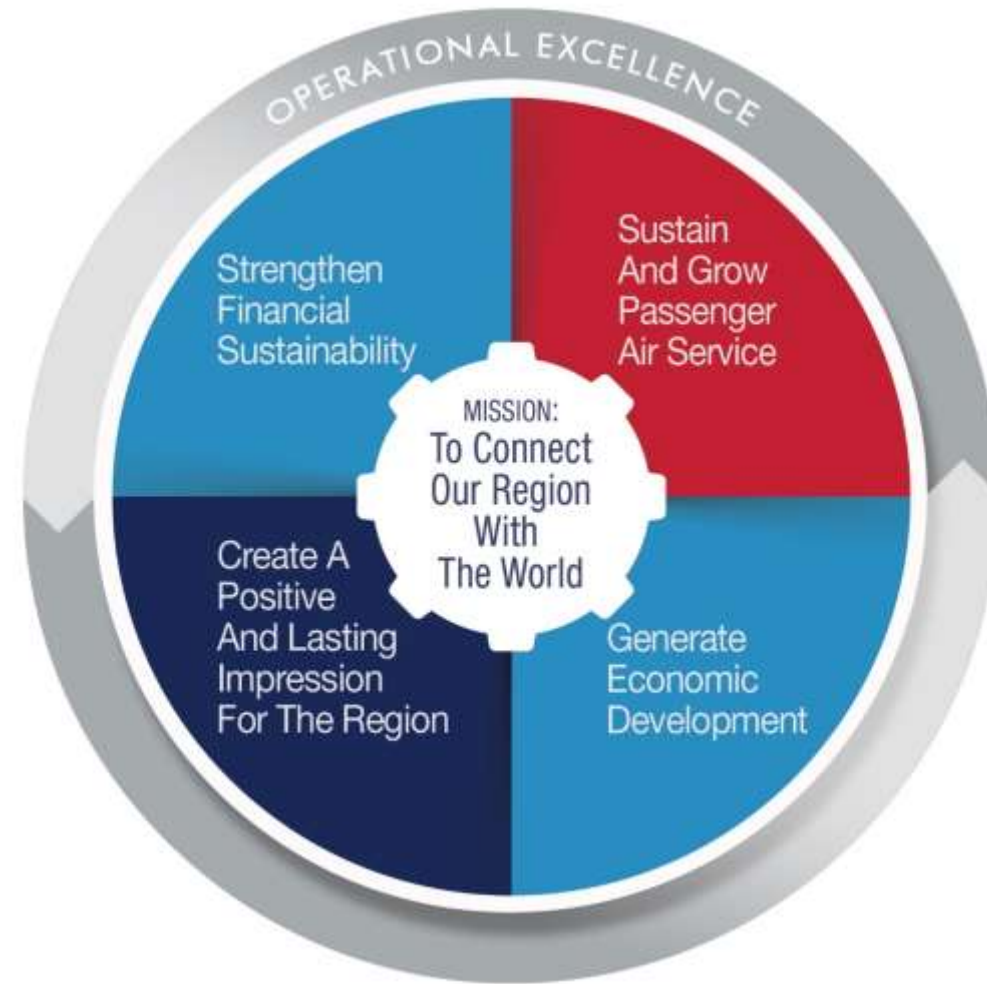 OPERATIONAL EXCELLENCE
Strengthen
Financial
Sustainability
Sustain
And Grow
Passenger
Air Service
MISSION:
To Connect
Our Region
With
The World
Create A
Positive
And Lasting
Impression
For The Region
Generate
Economic
Development